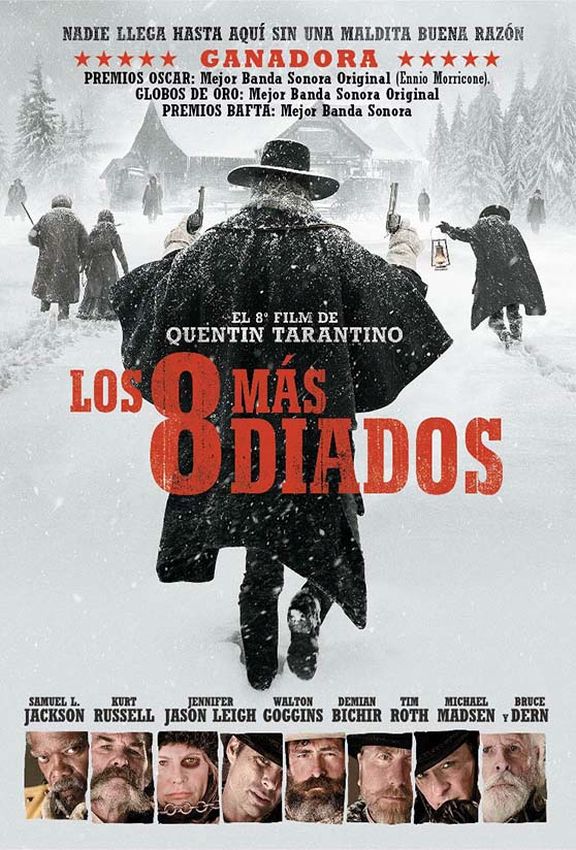 NADIE LLEGA HASTA AQUÍ SIN UNA MALDITA BUENA RAZÓN
GANADORA
PREMIOS OSCAR: Mejor Banda Sonora Original (Ennio Morricone).
GLOBOS DE ORO: Mejor Banda Sonora Original
PREMIOS BAFTA: Mejor Banda Sonora
EL 8º FILM DE
QUENTIN TARANTINO
LOS 8 MÁS
DIADOS
SAMUEL L. JACKSON
KURT RUSSELL
JENNIFER JASON LEIGH
WALTON GOGGINS
DEMIAN BICHIR
TIM ROTH
MICHAEL MADSEN
Y BRUCE DERN